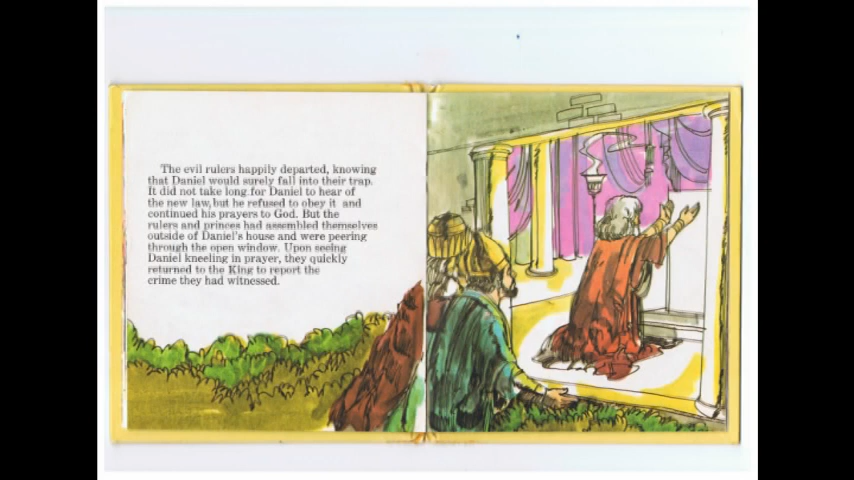 The evil rulers happily departed, knowing
that Daniel would surely fall into their trap.
It did not take long for Daniel to hear of
the new law, but he refused to obey it and
continued his prayers to God. But the
rulers and princes had assembled themselves
outside of Daniel's house and were peering
through the open window. Upon seeing
Daniel kneeling in prayer, they quickly
returned to the King to report the
crime they had witnessed.